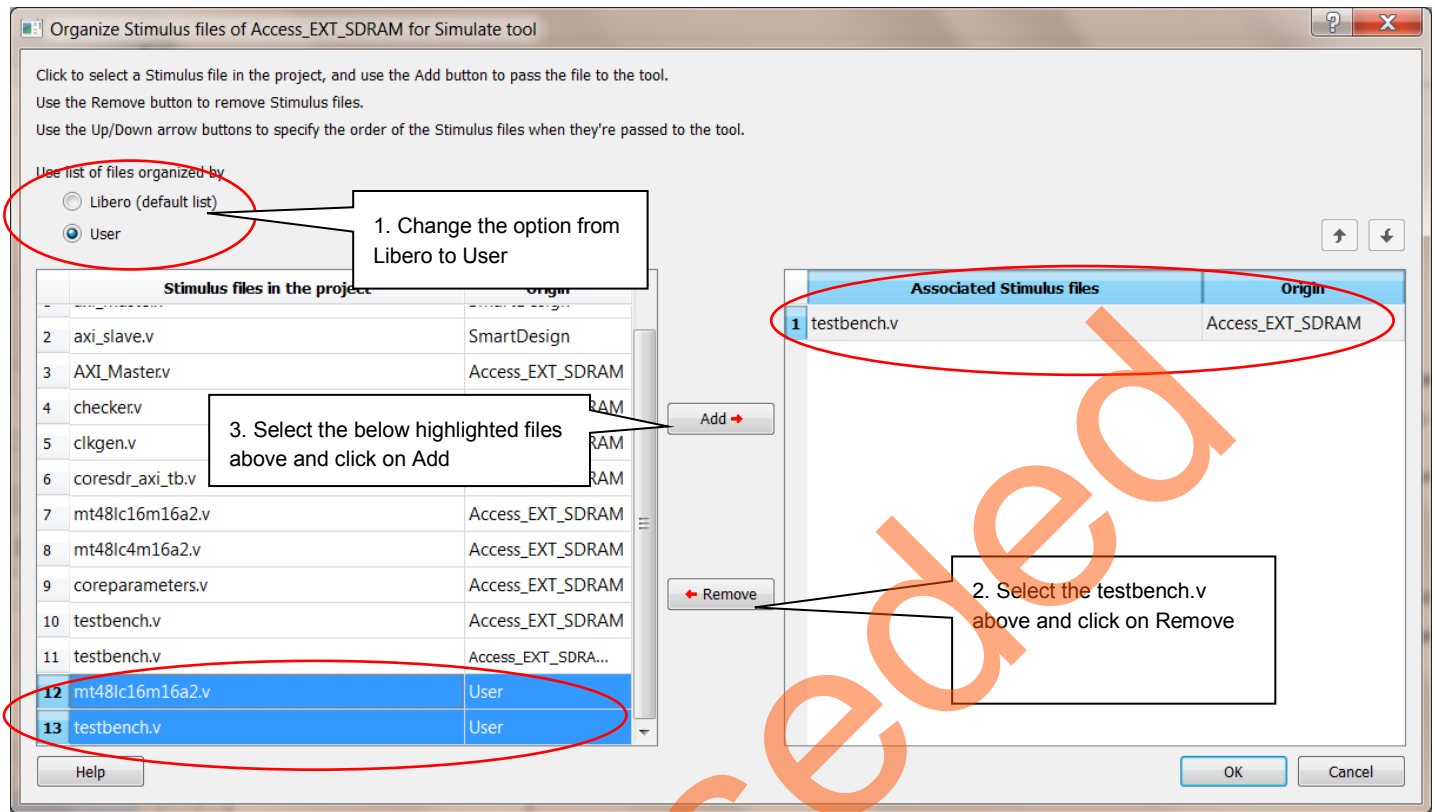 Organize Stimulus files of Access_EXT_SDRAM for Simulate tool
Click to select a Stimulus file in the project, and use the Add button to pass the file to the tool.
Use the Remove button to remove Stimulus files.
Use the Up/Down arrow buttons to specify the order of the Stimulus files when they're passed to the tool.
Use list of files organized by
Libero (default list)
User
1. Change the option from
Libero to User
Stimulus files in the project Origin
2 axi_slave.v SmartDesign
3 AXI_Master.v Access_EXT_SDRAM
4 checker.v RAM
5 clkgen.v RAM
6 coresdr_axi_tb.v RAM
7 mt48lc16m16a2.v Access_EXT_SDRAM
8 mt48lc4m16a2.v Access_EXT_SDRAM
9 coreparameters.v Access_EXT_SDRAM
10 testbench.v Access_EXT_SDRAM
11 testbench.v Access_EXT_SDRA...
12 mt48lc16m16a2.v User
13 testbench.v User
3. Select the below highlighted files
above and click on Add
Add
Remove
Associated Stimulus files Origin
1 testbench.v Access_EXT_SDRAM
2. Select the testbench.v
above and click on Remove
Help
OK
Cancel
eded